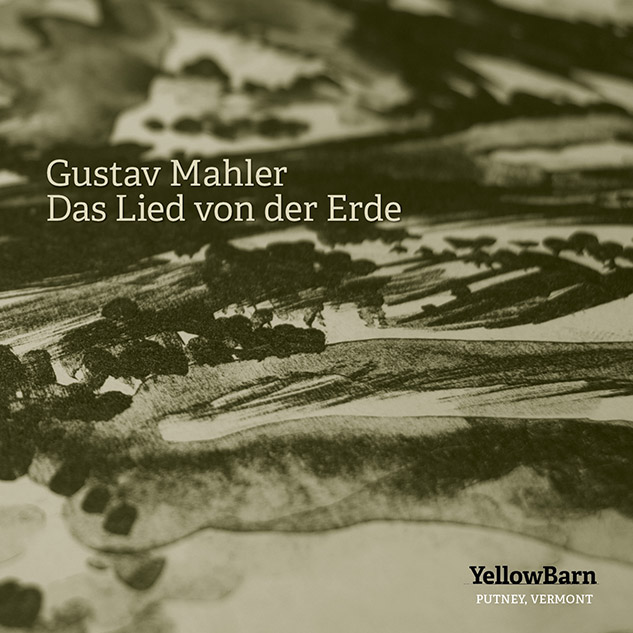 Gustav Mahler
Das Lied von der Erde
YellowBarn
PUTNEY, VERMONT